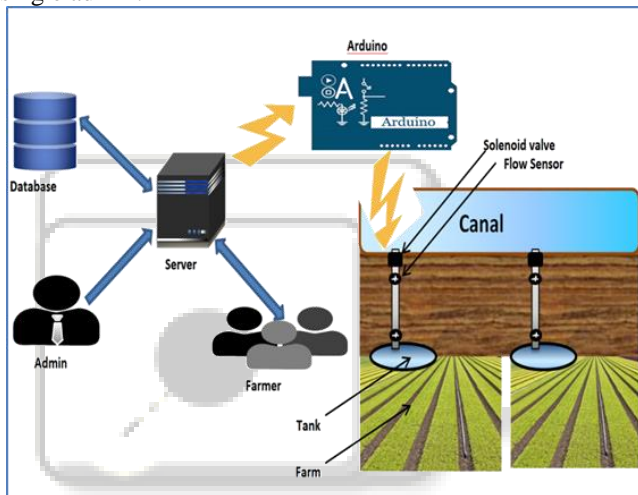 Arduino
A
Arduino
Solenoid valve
Flow Sensor
Database
Canal
Server
Admin
Farmer
Tank
Farm